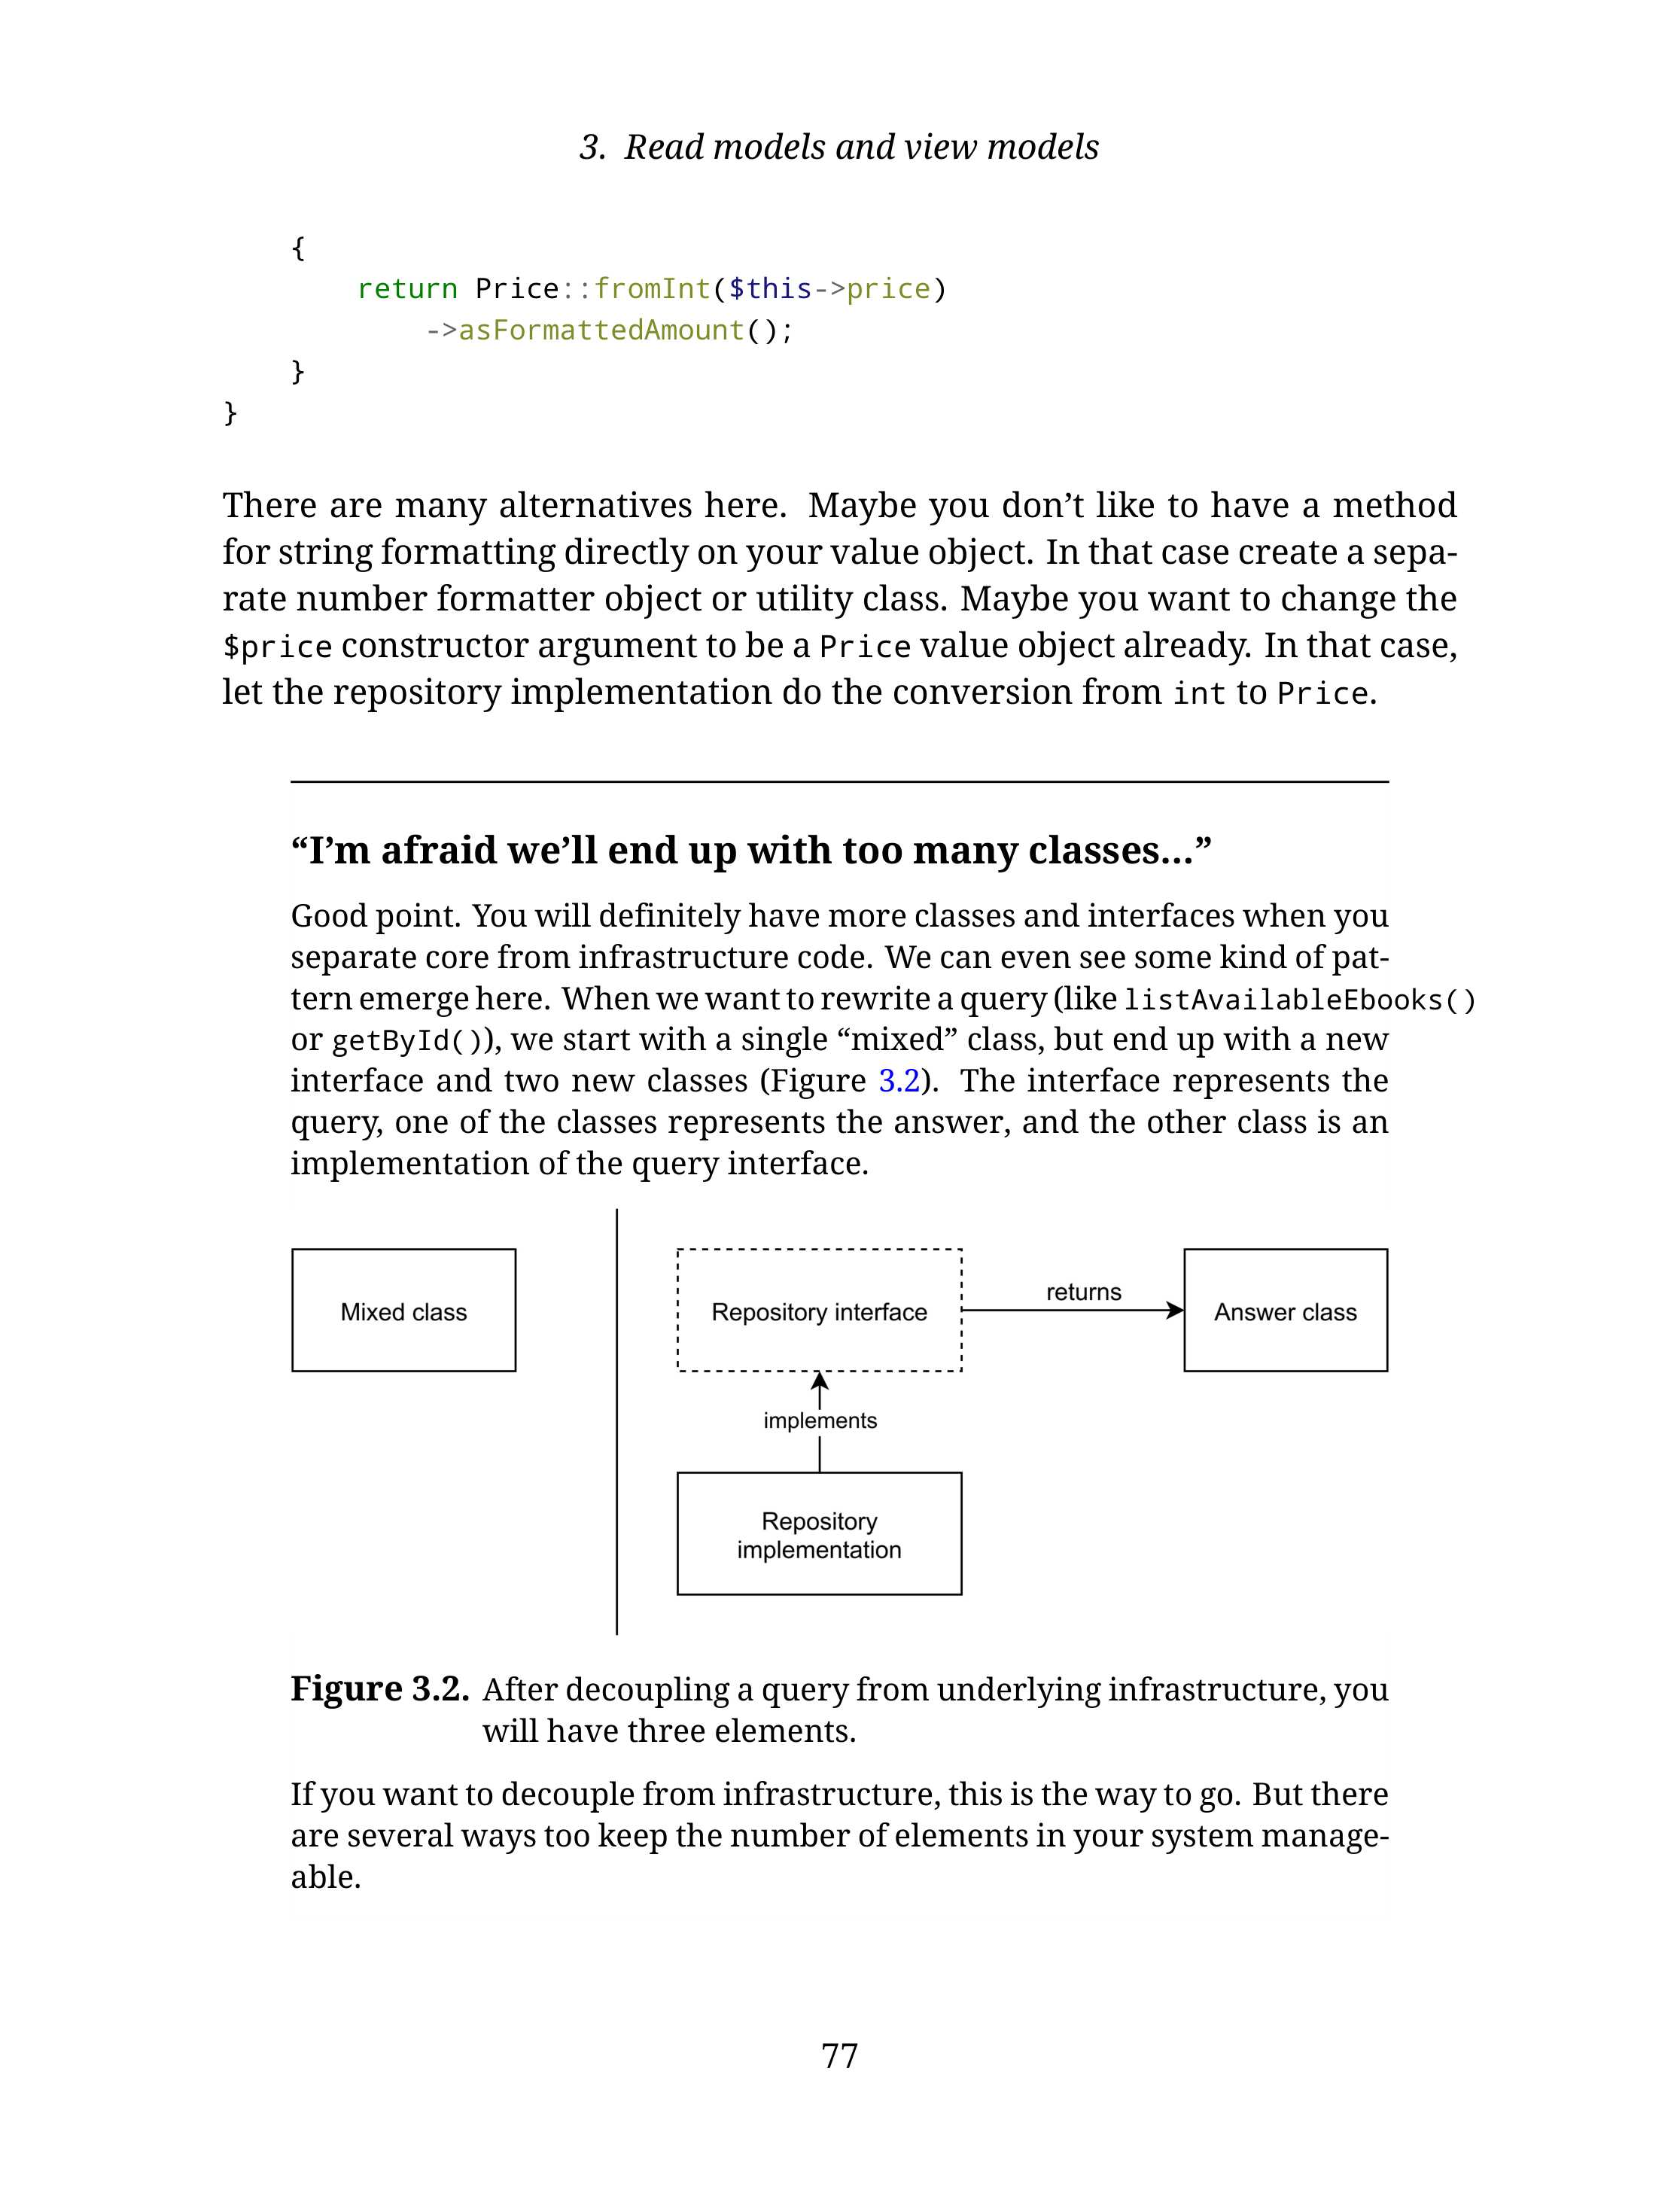 3. Read models and view models
{
return Price::fromInt($this->price)
->asFormattedAmount();
}
}
There are many alternatives here. Maybe you don’t like to have a method
for string formatting directly on your value object. In that case create a sepa-
rate number formatter object or utility class. Maybe you want to change the
$price constructor argument to be a Price value object already. In that case,
let the repository implementation do the conversion from int to Price.
“I’m afraid we’ll end up with too many classes…”
Good point. You will definitely have more classes and interfaces when you
separate core from infrastructure code. We can even see some kind of pat-
tern emerge here. When we want to rewrite a query (like listAvailableEbooks()
or getById()), we start with a single “mixed” class, but end up with a new
interface and two new classes (Figure 3.2). The interface represents the
query, one of the classes represents the answer, and the other class is an
implementation of the query interface.
Mixed class
Repository interface
returns
Answer class
implements
Repository
implementation
Figure 3.2. After decoupling a query from underlying infrastructure, you
will have three elements.
If you want to decouple from infrastructure, this is the way to go. But there
are several ways too keep the number of elements in your system manage-
able.
77